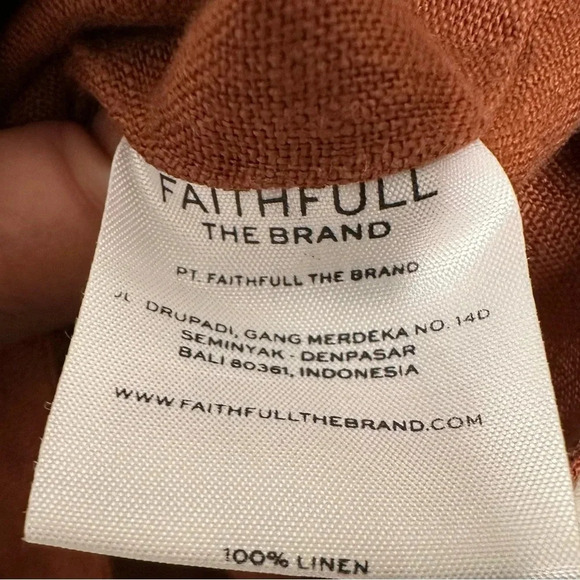 FAITHFULL
THE BRAND
PT. FAITHFULL THE BRAND
JL. DRUPADI, GANG MERDEKA NO. 14D
SEMINYAK - DENPASAR
BALI 80361, INDONESIA
WWW.FAITHFULLTHEBRAND.COM
100% LINEN